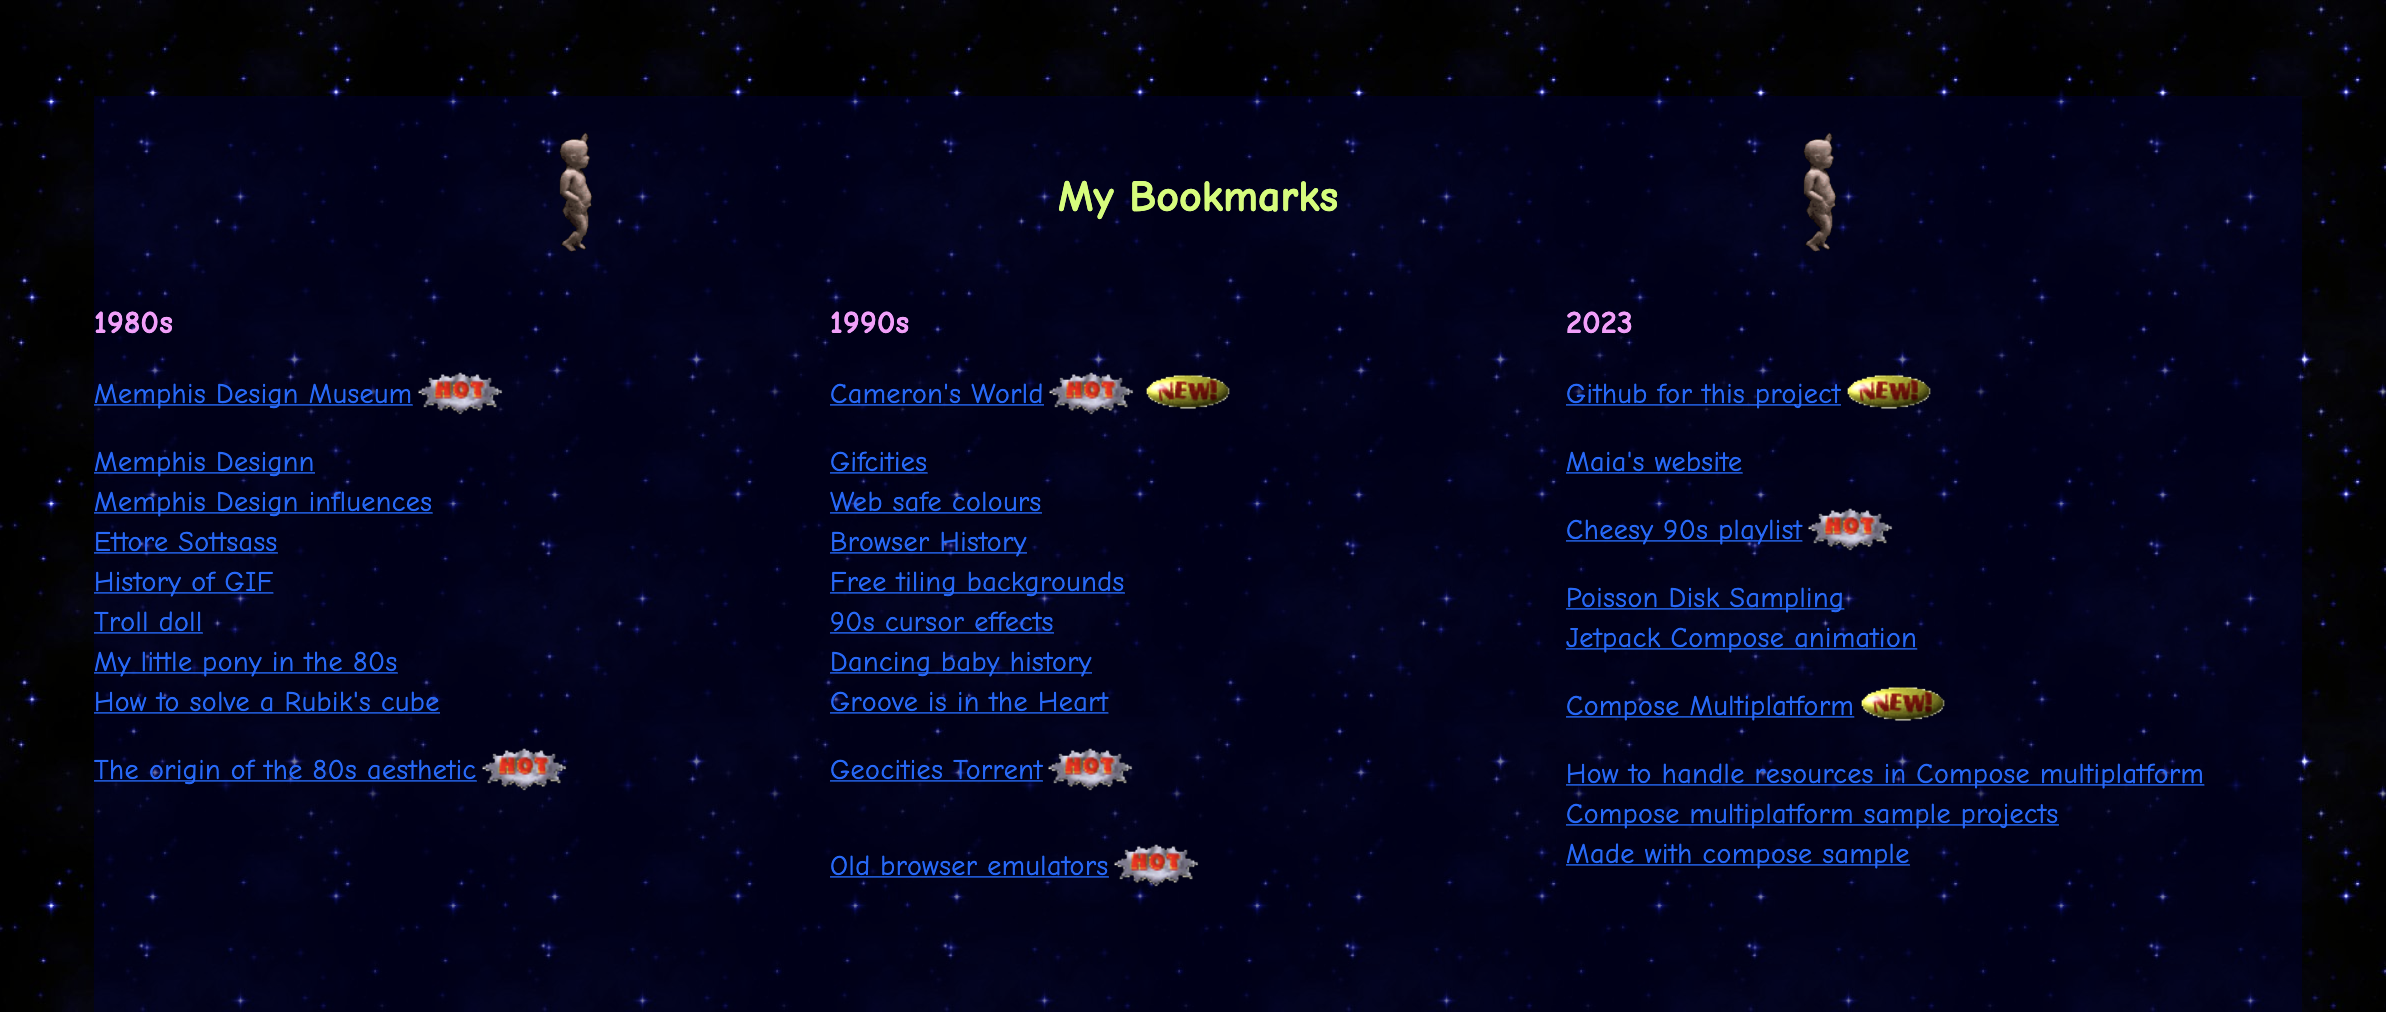 My Bookmarks
1980s
Memphis Design Museum HOT
Memphis Designn
Memphis Design influences
Ettore Sottsass
History of GIF
Troll doll
My little pony in the 80s
How to solve a Rubik's cube
The origin of the 80s aesthetic HOT
1990s
Cameron's World HOT NEW!
Gifcities
Web safe colours
Browser History
Free tiling backgrounds
90s cursor effects
Dancing baby history
Groove is in the Heart
Geocities Torrent HOT
Old browser emulators HOT
2023
Github for this project NEW!
Maia's website
Cheesy 90s playlist HOT
Poisson Disk Sampling
Jetpack Compose animation
Compose Multiplatform NEW!
How to handle resources in Compose multiplatform
Compose multiplatform sample projects
Made with compose sample